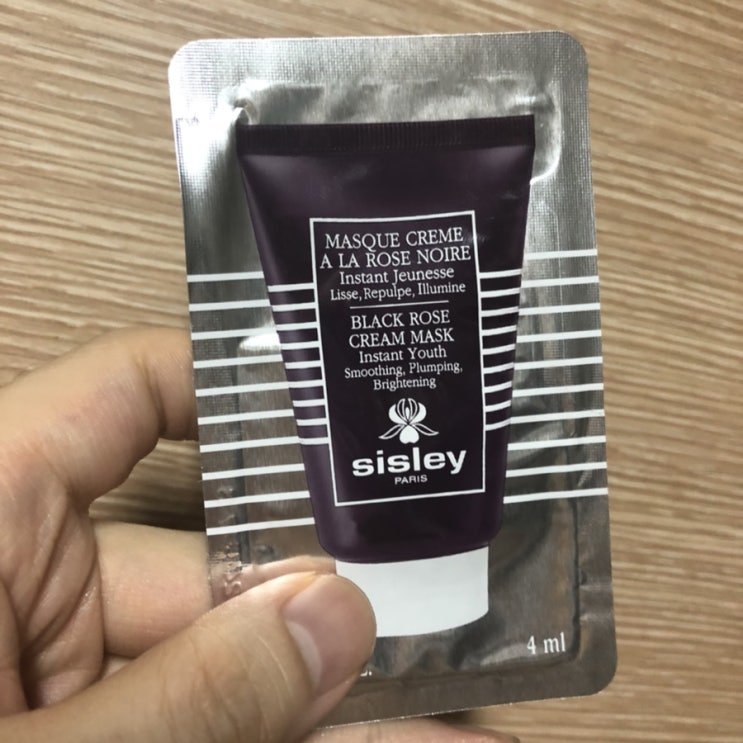 MASQUE CREME
A LA ROSE NOIRE
Instant Jeunesse
Lisse, Repulpe, Illumine
BLACK ROSE
CREAM MASK
Instant Youth
Smoothing, Plumping,
Brightening
sisley
PARIS
4 ml